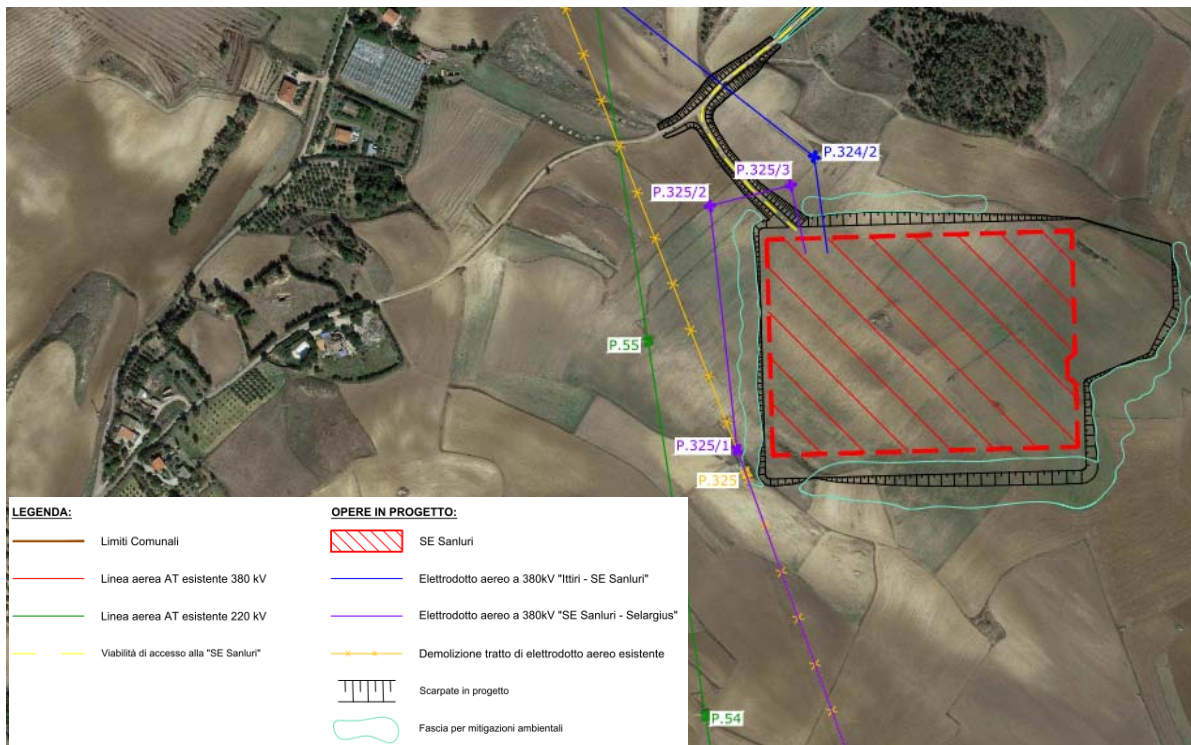 P.324/2
P.325/3
P.325/2
P.55
P.325/1
P.325
P.54
LEGENDA:
Limiti Comunali
Linea aerea AT esistente 380 kV
Linea aerea AT esistente 220 kV
Viabilità di accesso alla "SE Sanluri"
OPERE IN PROGETTO:
SE Sanluri
Elettrodotto aereo a 380kV "Ittiri - SE Sanluri"
Elettrodotto aereo a 380kV "SE Sanluri - Selargius"
Demolizione tratto di elettrodotto aereo esistente
Scarpate in progetto
Fascia per mitigazioni ambientali